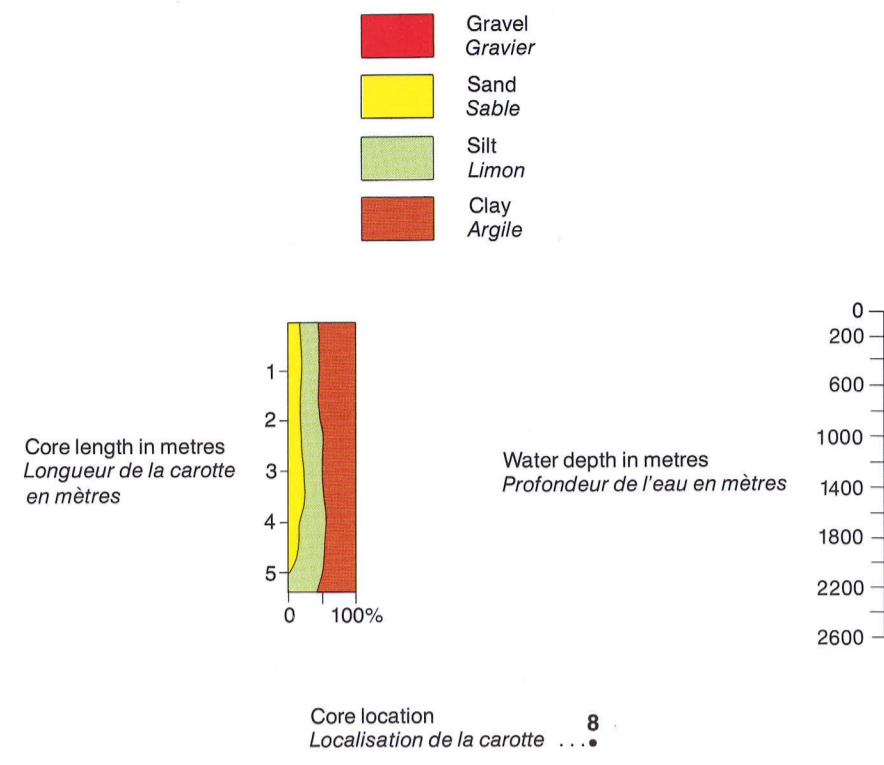 Gravel
Gravier
Sand
Sable
Silt
Limon
Clay
Argile
Core length in metres
Longueur de la carotte
en mètres
1
2
3
4
5
0 100%
Water depth in metres
Profondeur de l'eau en mètres
0
200
600
1000
1400
1800
2200
2600
Core location
Localisation de la carotte ...
8